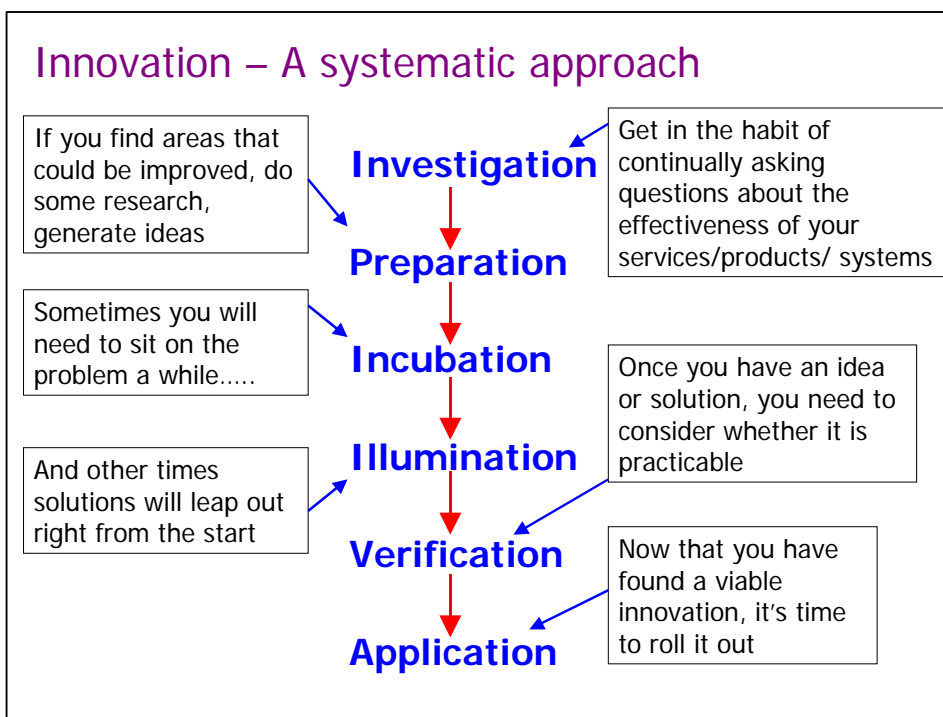 Innovation – A systematic approach
If you find areas that
could be improved, do
some research,
generate ideas
Investigation
Get in the habit of
continually asking
questions about the
effectiveness of your
services/products/ systems
Preparation
Sometimes you will
need to sit on the
problem a while.....
Incubation
Once you have an idea
or solution, you need to
consider whether it is
practicable
Illumination
And other times
solutions will leap out
right from the start
Verification
Now that you have
found a viable
innovation, it's time
to roll it out
Application